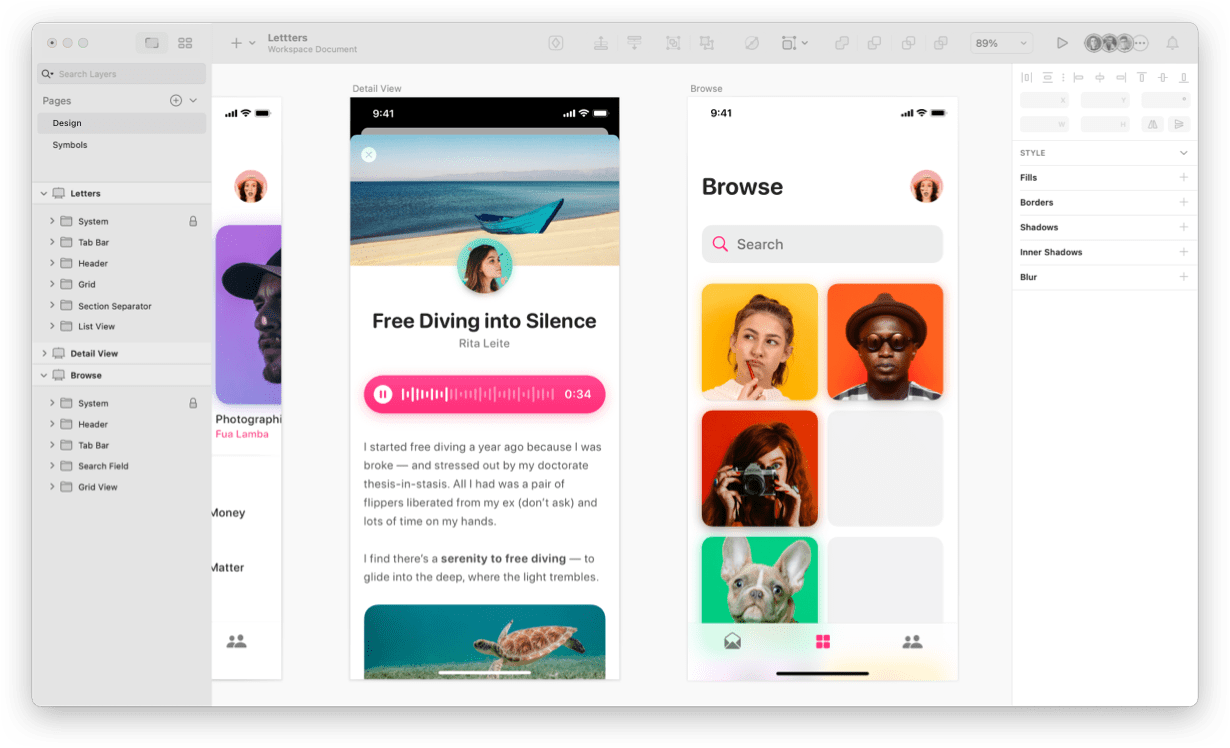 Lettters
Workspace Document
89%
Search Layers
Pages
Design
Symbols
Letters
System
Tab Bar
Header
Grid
Section Separator
List View
Detail View
Browse
System
Header
Tab Bar
Search Field
Grid View
Photographi
Fua Lamba
Money
Matter
Detail View
9:41
Free Diving into Silence
Rita Leite
0:34
I started free diving a year ago because I was
broke — and stressed out by my doctorate
thesis-in-stasis. All I had was a pair of
flippers liberated from my ex (don’t ask) and
lots of time on my hands.
I find there’s a serenity to free diving — to
glide into the deep, where the light trembles.
Browse
9:41
Browse
Search
X
Y
°
W
H
STYLE
Fills
Borders
Shadows
Inner Shadows
Blur